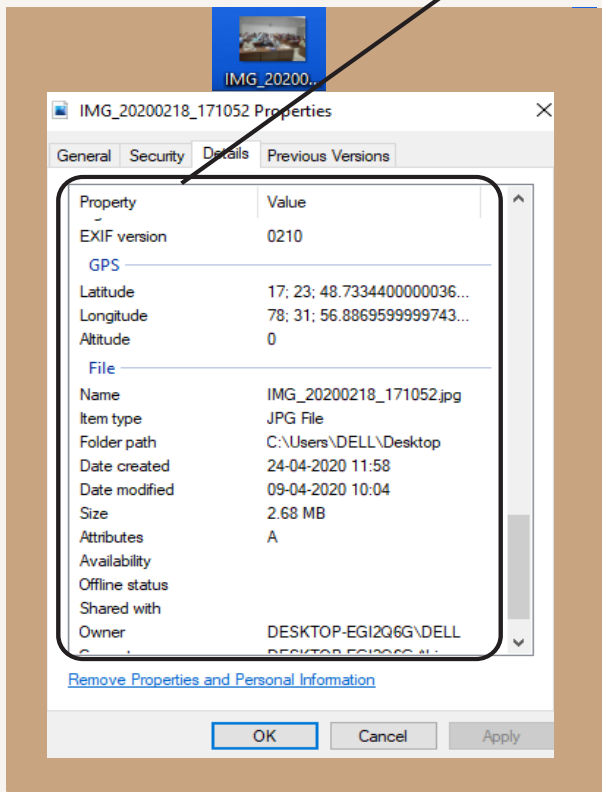 IMG_20200..
IMG_20200218_171052 Properties
General Security Details Previous Versions
Property Value
EXIF version 0210
GPS
Latitude 17; 23; 48.7334400000036...
Longitude 78; 31; 56.8869599999743...
Altitude 0
File
Name IMG_20200218_171052.jpg
Item type JPG File
Folder path C:\Users\DELL\Desktop
Date created 24-04-2020 11:58
Date modified 09-04-2020 10:04
Size 2.68 MB
Attributes A
Availability
Offline status
Shared with
Owner DESKTOP-EGI2Q6G\DELL
Remove Properties and Personal Information
OK Cancel Apply